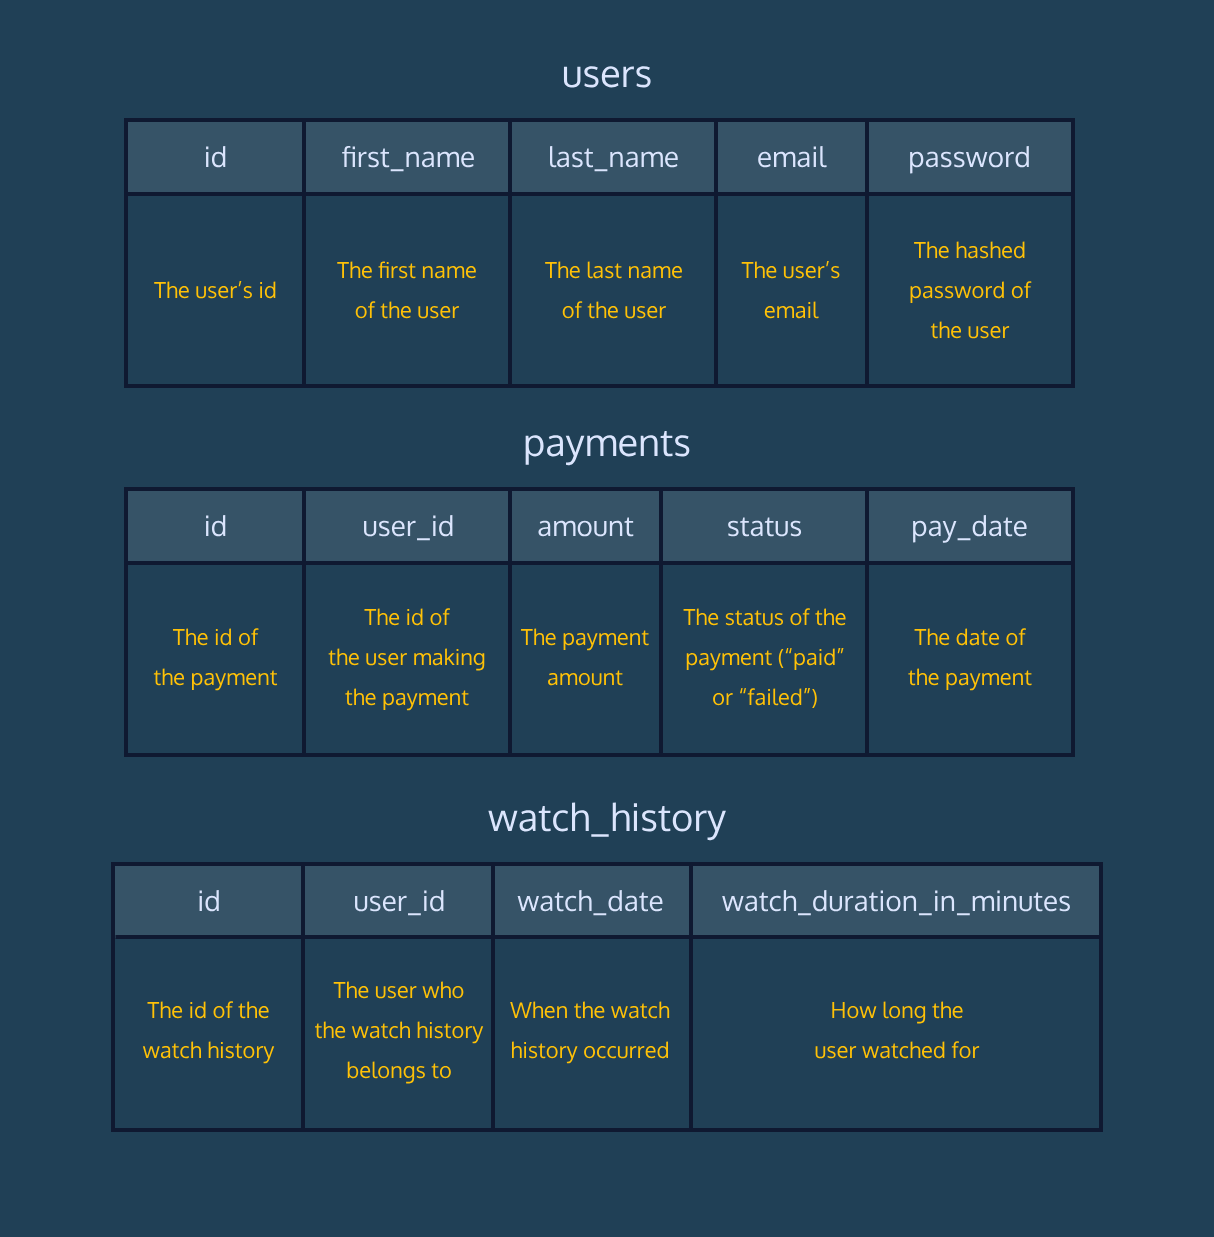 users
id first_name last_name email password
The user’s id
The first name
of the user
The last name
of the user
The user’s
email
The hashed
password of
the user
payments
id user_id amount status pay_date
The id of
the payment
The id of
the user making
the payment
The payment
amount
The status of the
payment (“paid”
or “failed”)
The date of
the payment
watch_history
id user_id watch_date watch_duration_in_minutes
The id of the
watch history
The user who
the watch history
belongs to
When the watch
history occurred
How long the
user watched for